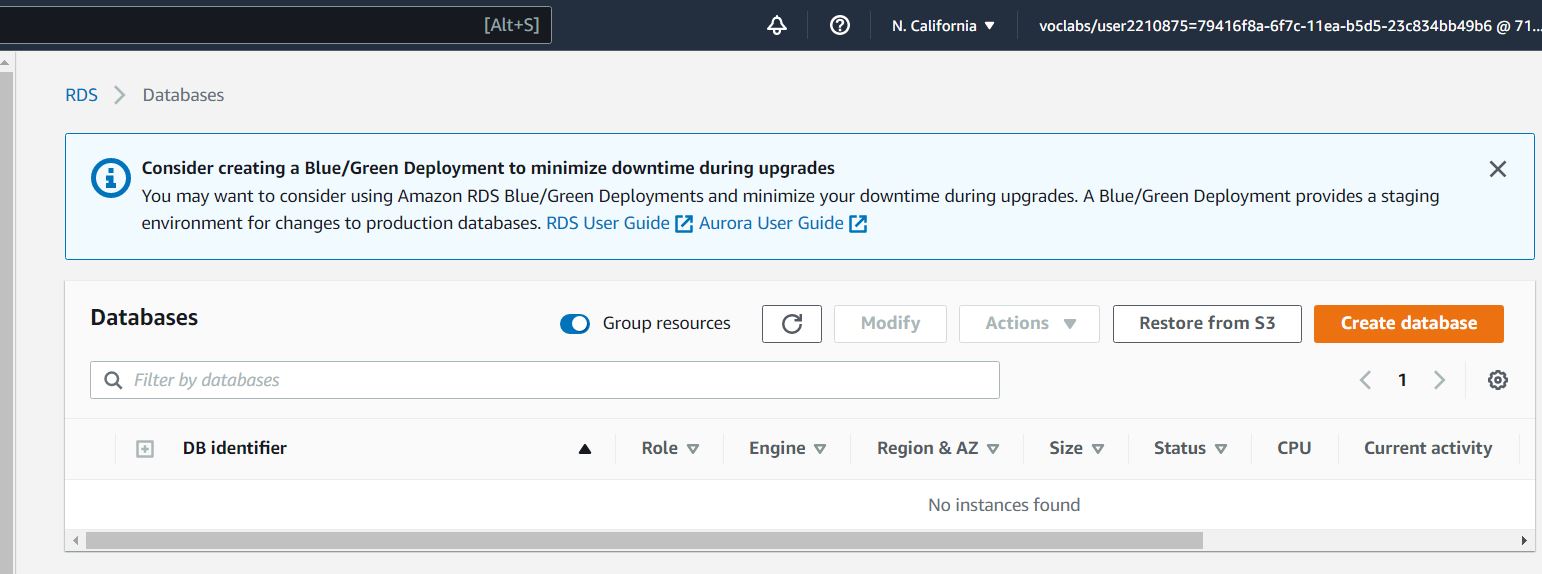 [Alt+S] N. California voclabs/user2210875=79416f8a-6f7c-11ea-b5d5-23c834bb49b6 @ 71...
RDS > Databases
Consider creating a Blue/Green Deployment to minimize downtime during upgrades
You may want to consider using Amazon RDS Blue/Green Deployments and minimize your downtime during upgrades. A Blue/Green Deployment provides a staging
environment for changes to production databases. RDS User Guide Aurora User Guide
Databases Group resources Modify Actions Restore from S3 Create database
Filter by databases 1
DB identifier Role Engine Region & AZ Size Status CPU Current activity
No instances found